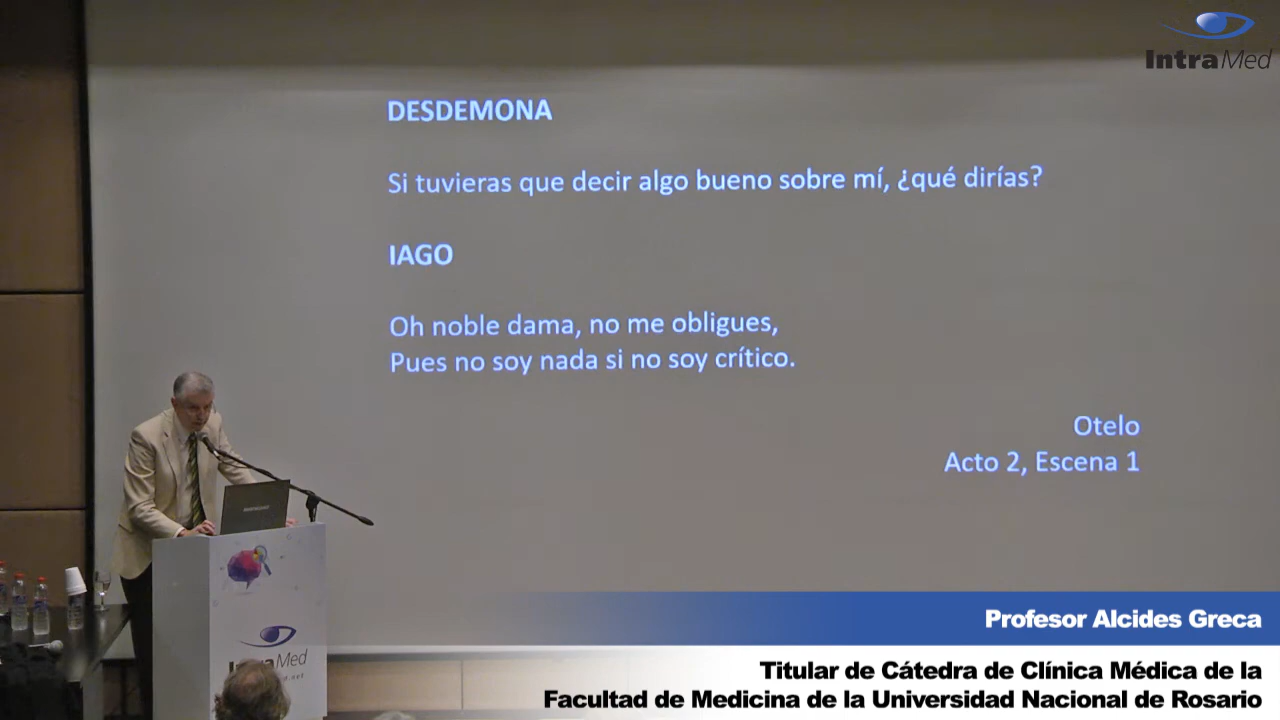 IntraMed
DESDEMONA
Si tuvieras que decir algo bueno sobre mí, ¿qué dirías?
IAGO
Oh noble dama, no me obligues,
Pues no soy nada si no soy crítico.
Otelo
Acto 2, Escena 1
Profesor Alcides Greca
Titular de Cátedra de Clínica Médica de la
Facultad de Medicina de la Universidad Nacional de Rosario